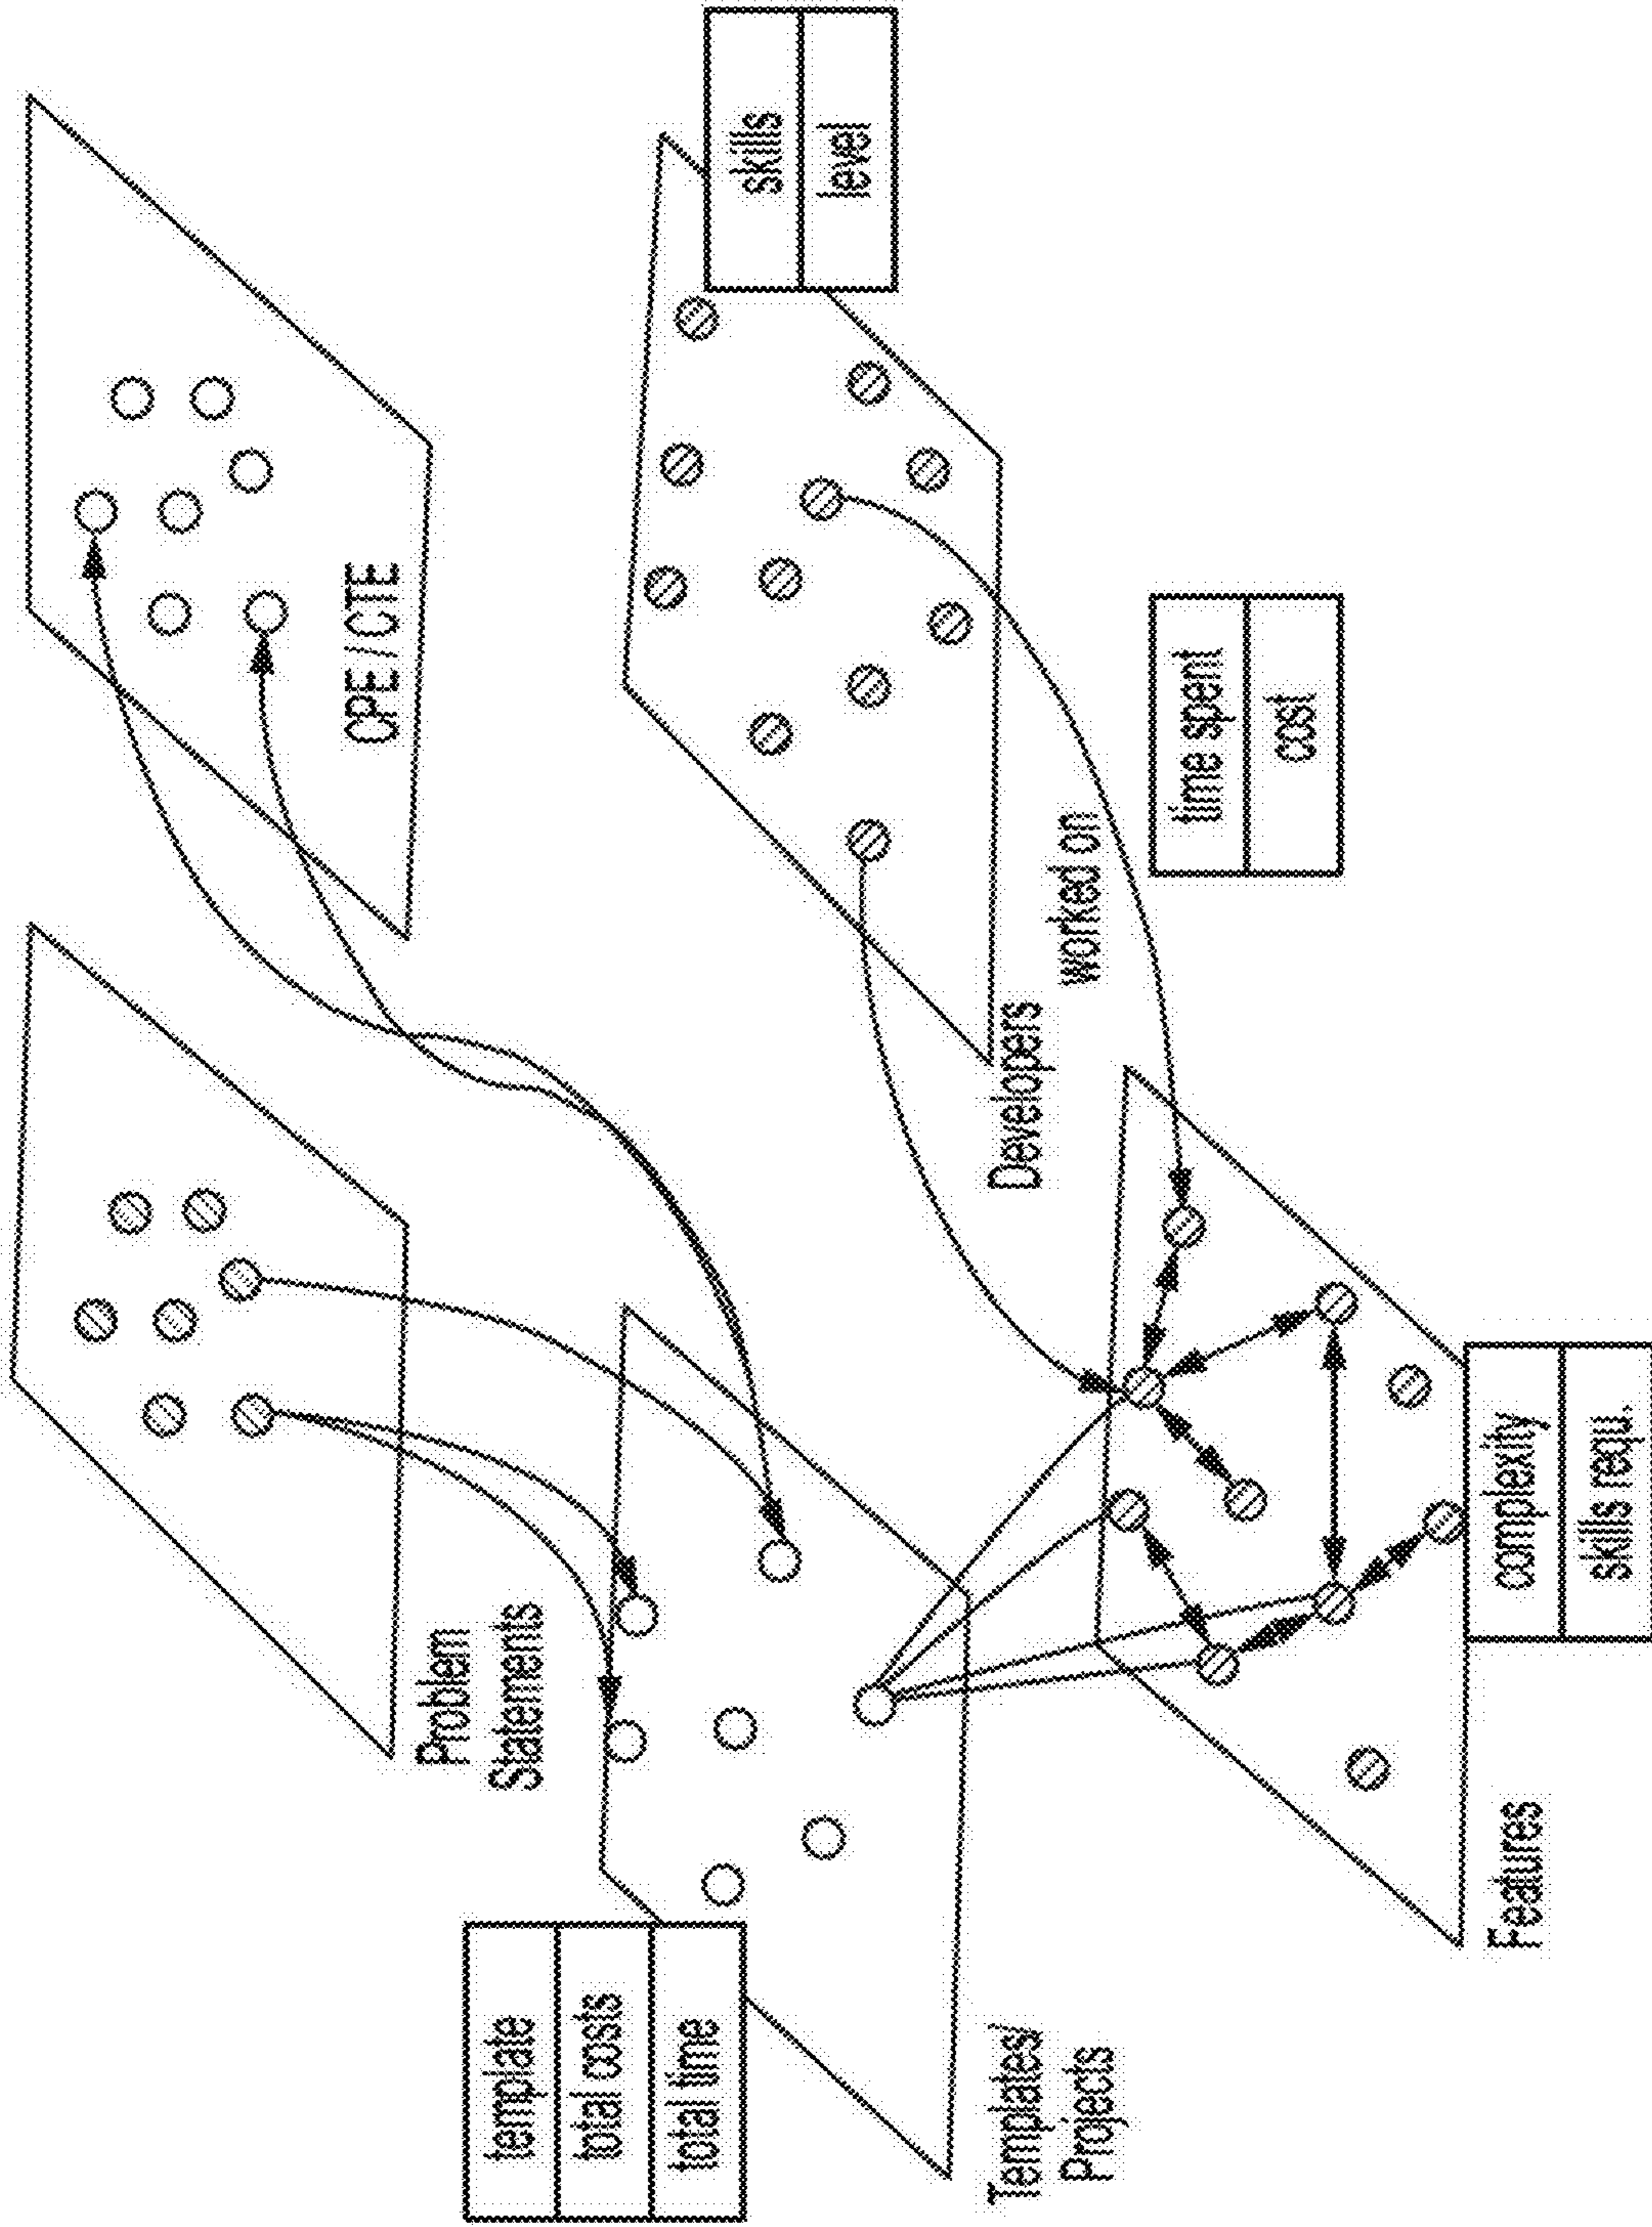 CPE / CTE
Problem
Statements
template
total costs
total time
skills
level
Templates/
Projects
Developers
worked on
time spent
cost
Features
complexity
skills requ.